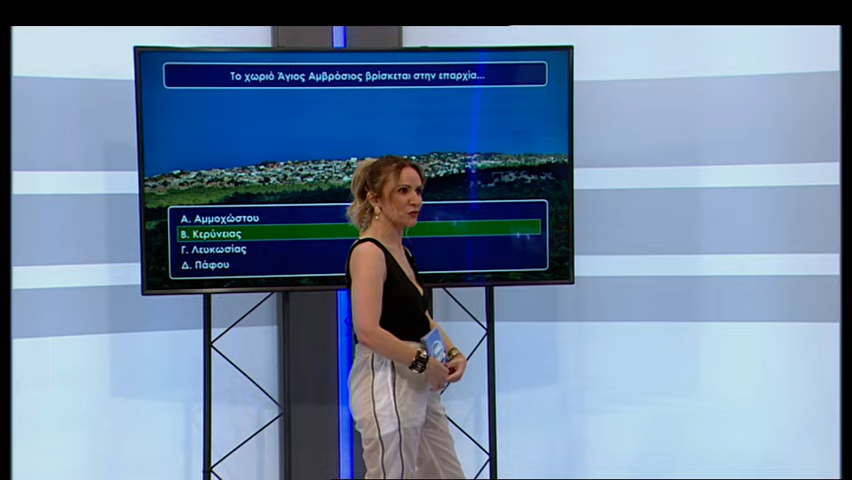 Το χωριό Άγιος Αμβρόσιος βρίσκεται στην επαρχία...
Α. Αμμοχώστου
Β. Κερύνειας
Γ. Λευκωσίας
Δ. Πάφου